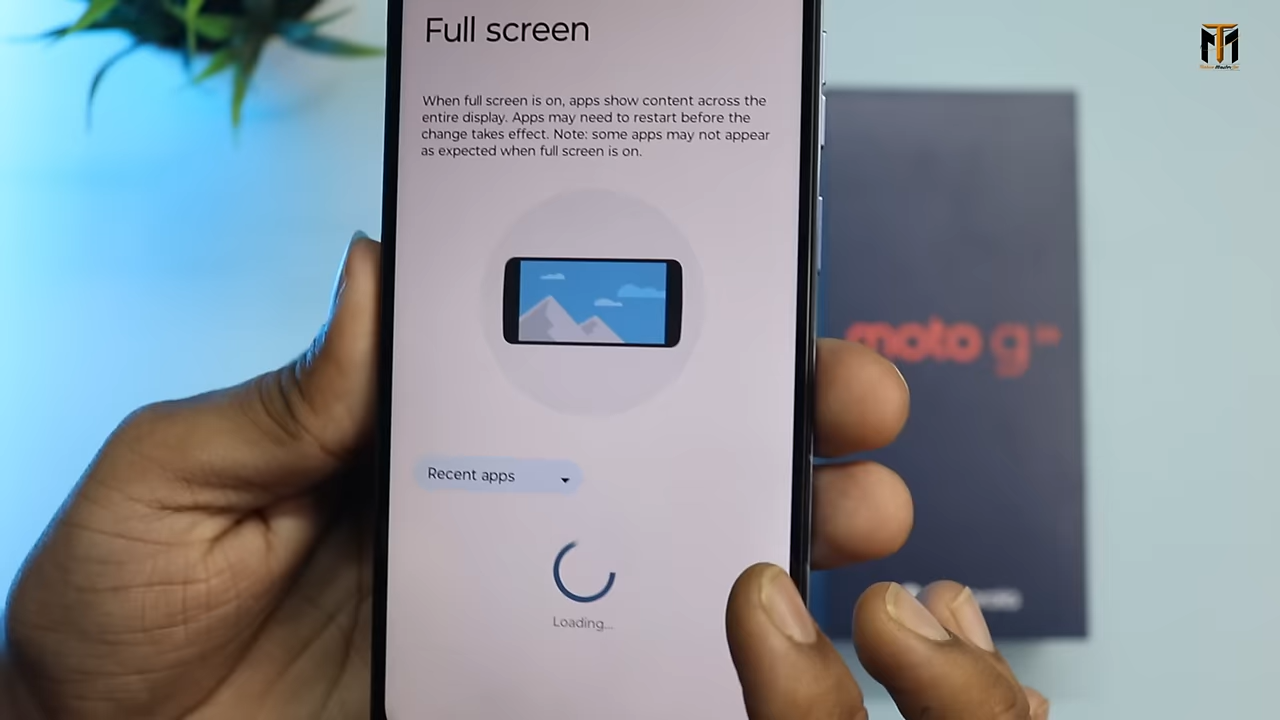 Full screen
When full screen is on, apps show content across the
entire display. Apps may need to restart before the
change takes effect. Note: some apps may not appear
as expected when full screen is on.
Recent apps
Loading...
moto g